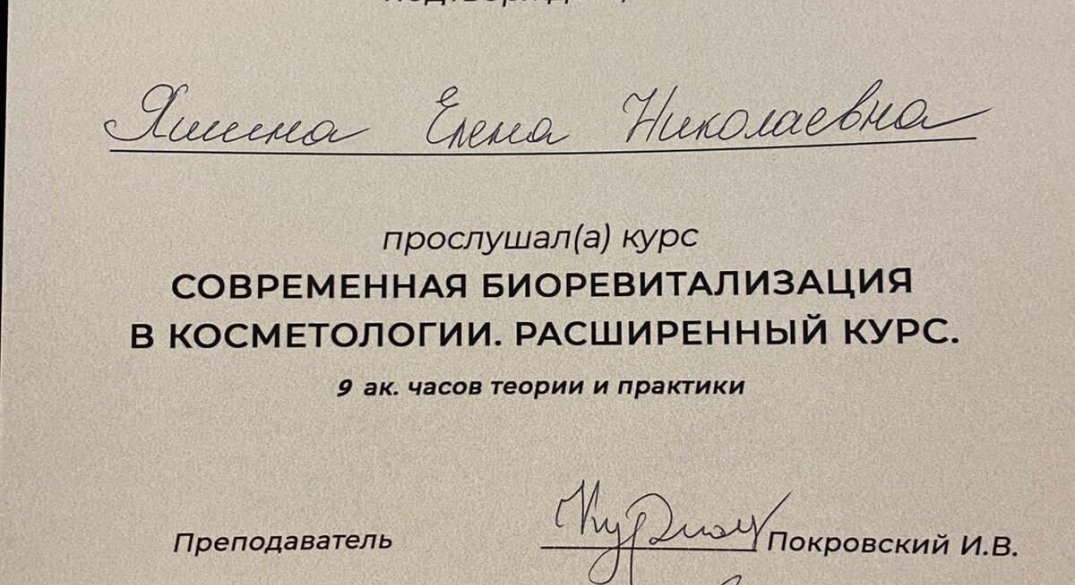 Яшина Елена Николаевна
прослушал(а) курс
СОВРЕМЕННАЯ БИОРЕВИТАЛИЗАЦИЯ
В КОСМЕТОЛОГИИ. РАСШИРЕННЫЙ КУРС.
9 ак. часов теории и практики
Преподаватель Покровский И.В.